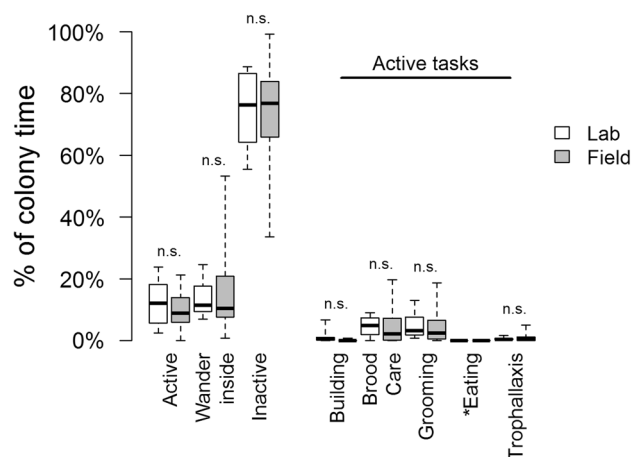 n.s.
100%
Active tasks
80%
Lab
Field
n.s.
60%
% of colony time
40%
n.s.
n.s.
n.s.
20%
n.s.
n.s.
0%
Active
Wander
inside
Inactive
Building
Brood
Care
Grooming
*Eating
Trophallaxis